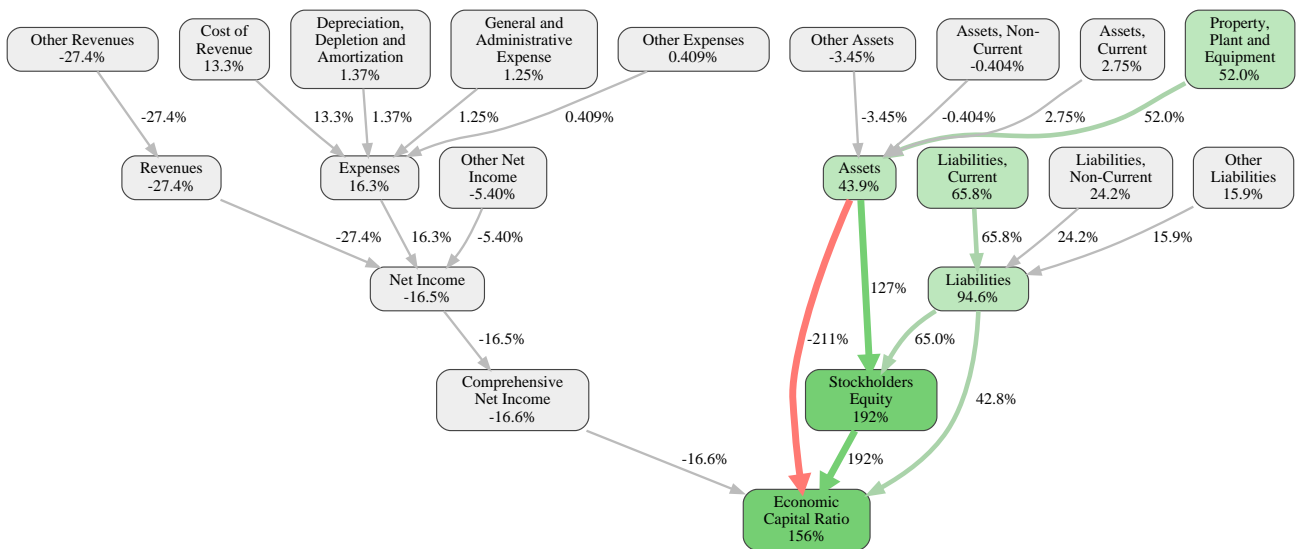 Other Revenues
-27.4%
Cost of
Revenue
13.3%
Depreciation,
Depletion and
Amortization
1.37%
General and
Administrative
Expense
1.25%
Other Expenses
0.409%
Other Assets
-3.45%
Assets, Non-
Current
-0.404%
Assets,
Current
2.75%
Property,
Plant and
Equipment
52.0%
-27.4%
13.3%
1.37%
1.25%
0.409%
-3.45%
-0.404%
2.75%
52.0%
Revenues
-27.4%
Expenses
16.3%
Other Net
Income
-5.40%
Assets
43.9%
Liabilities,
Current
65.8%
Liabilities,
Non-Current
24.2%
Other
Liabilities
15.9%
-27.4%
16.3%
-5.40%
65.8%
24.2%
15.9%
Net Income
-16.5%
127%
Liabilities
94.6%
-16.5%
-211%
65.0%
Comprehensive
Net Income
-16.6%
Stockholders
Equity
192%
42.8%
-16.6%
192%
Economic
Capital Ratio
156%